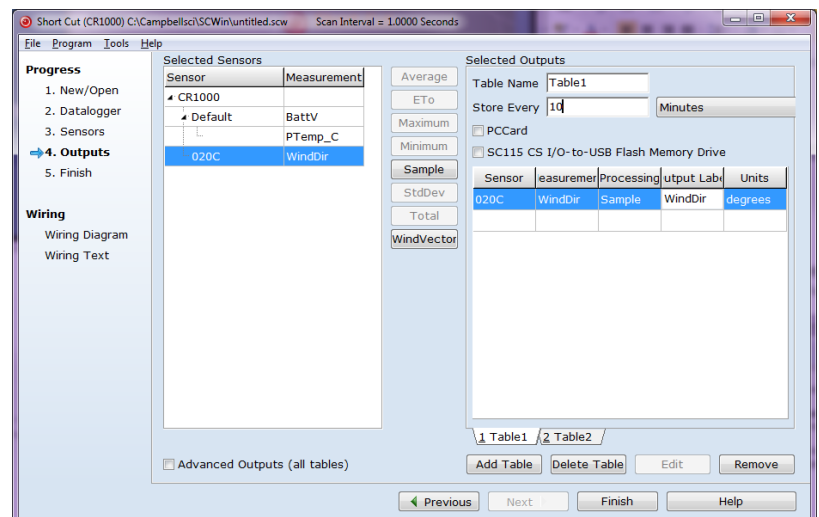 Short Cut (CR1000) C:\Campbellsci\SCWin\untitled.scw Scan Interval = 1.0000 Seconds
File Program Tools Help
Progress
1. New/Open
2. Datalogger
3. Sensors
4. Outputs
5. Finish
Wiring
Wiring Diagram
Wiring Text
Selected Sensors
Sensor Measurement
CR1000
Default BattV
PTemp_C
020C WindDir
Advanced Outputs (all tables)
Average
ETo
Maximum
Minimum
Sample
StdDev
Total
WindVector
Selected Outputs
Table Name Table1
Store Every 10 Minutes
PCCard
SC115 CS I/O-to-USB Flash Memory Drive
Sensor easuremer Processing utput Labe Units
020C WindDir Sample WindDir degrees
1 Table1 2 Table2
Add Table Delete Table Edit Remove
Previous Next Finish Help